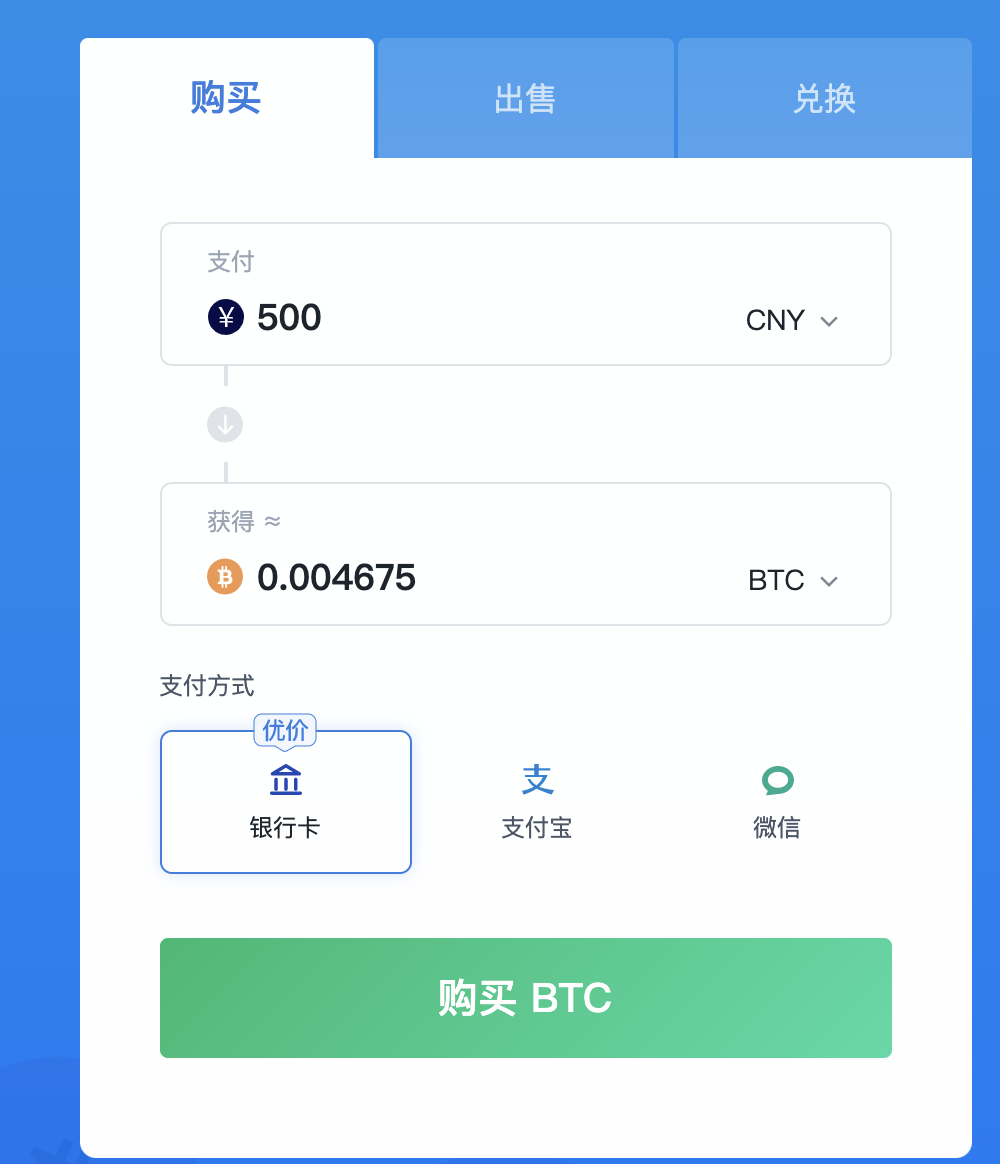 购买 出售 兑换
支付
¥ 500 CNY
获得 ≈
0.004675 BTC
支付方式
优价
支
银行卡 支付宝 微信
购买 BTC